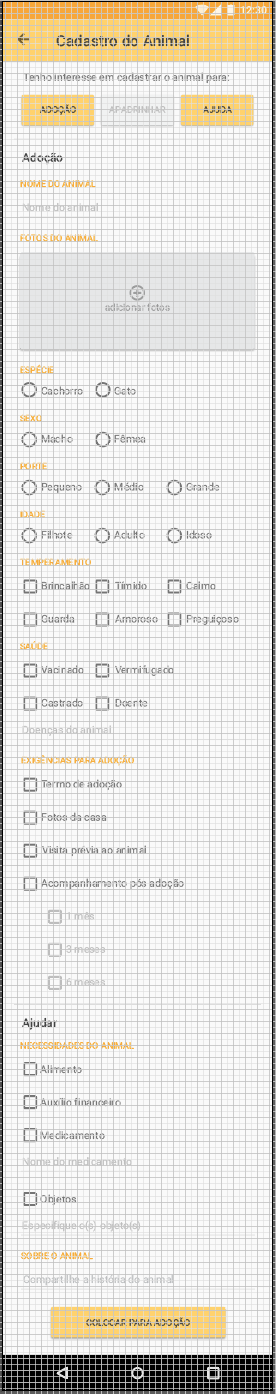 12:30
Cadastro do Animal
Tenho interesse em cadastrar o animal para:
ADOÇÃO APADRINHAR AJUDA
Adoção
NOME DO ANIMAL
Nome do animal
FOTOS DO ANIMAL
adicionar fotos
ESPÉCIE
Cachorro Gato
SEXO
Macho Fêmea
PORTE
Pequeno Médio Grande
IDADE
Filhote Adulto Idoso
TEMPERAMENTO
Brincalhão Tímido Calmo
Guarda Amoroso Preguiçoso
SAÚDE
Vacinado Vermifugado
Castrado Doente
Doenças do animal
EXIGÊNCIAS PARA ADOÇÃO
Termo de adoção
Fotos da casa
Visita prévia ao animal
Acompanhamento pós adoção
1 mês
3 meses
6 meses
Ajudar
NECESSIDADES DO ANIMAL
Alimento
Auxílio financeiro
Medicamento
Nome do medicamento
Objetos
Especifique o(s) objeto(s)
SOBRE O ANIMAL
Compartilhe a história do animal
COLOCAR PARA ADOÇÃO